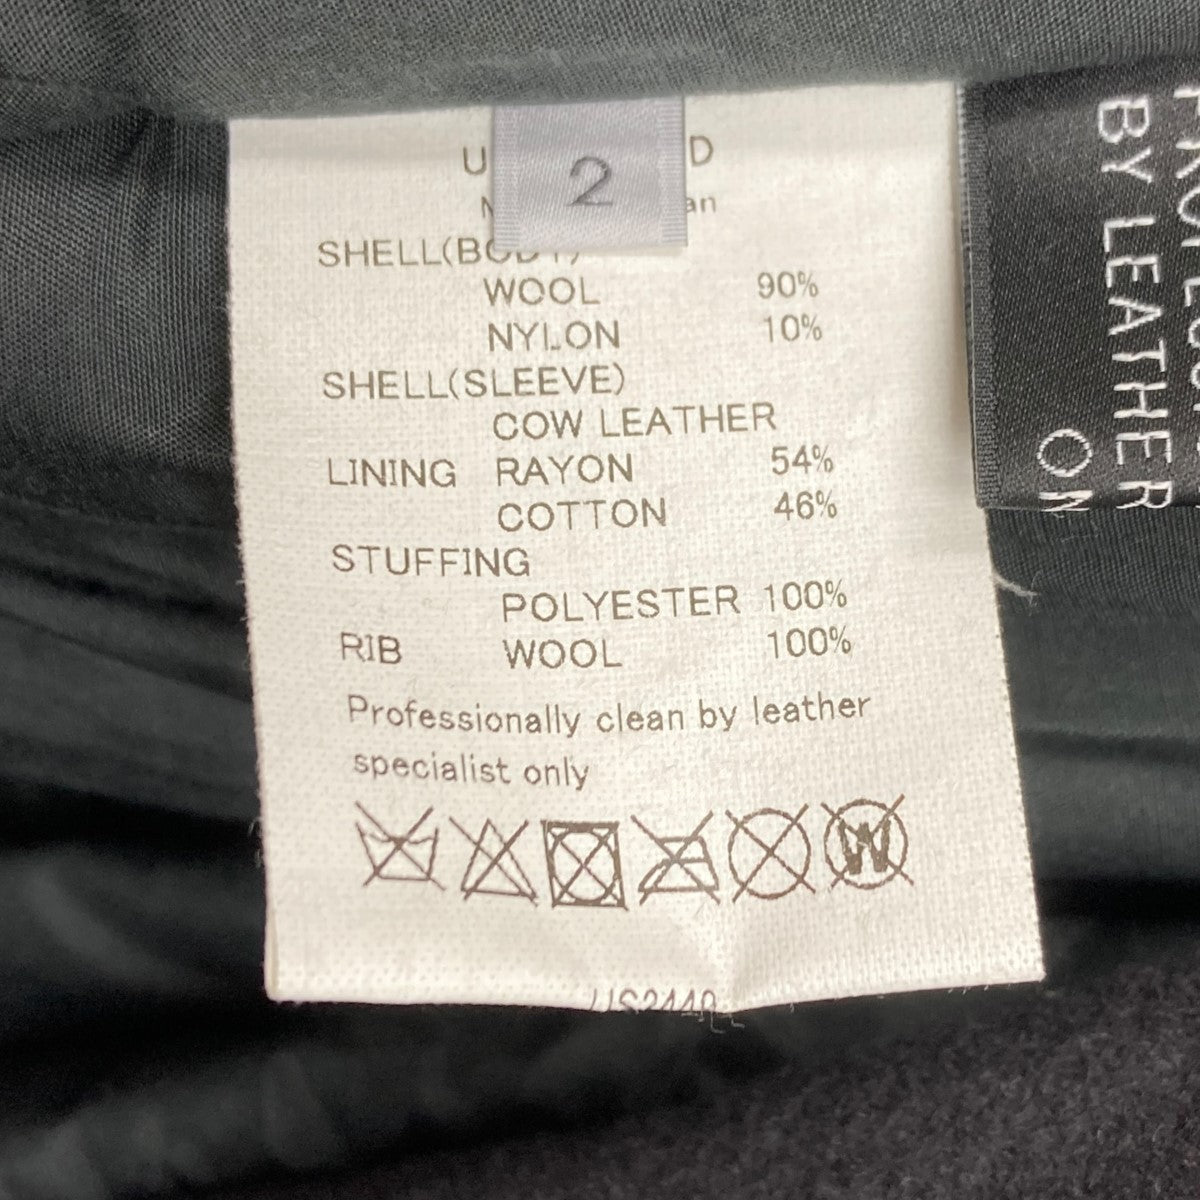 2
SHELL(BODY)
WOOL 90%
NYLON 10%
SHELL(SLEEVE)
COW LEATHER
LINING RAYON 54%
COTTON 46%
STUFFING
POLYESTER 100%
RIB WOOL 100%
Professionally clean by leather
specialist only
W
BY LEATHER